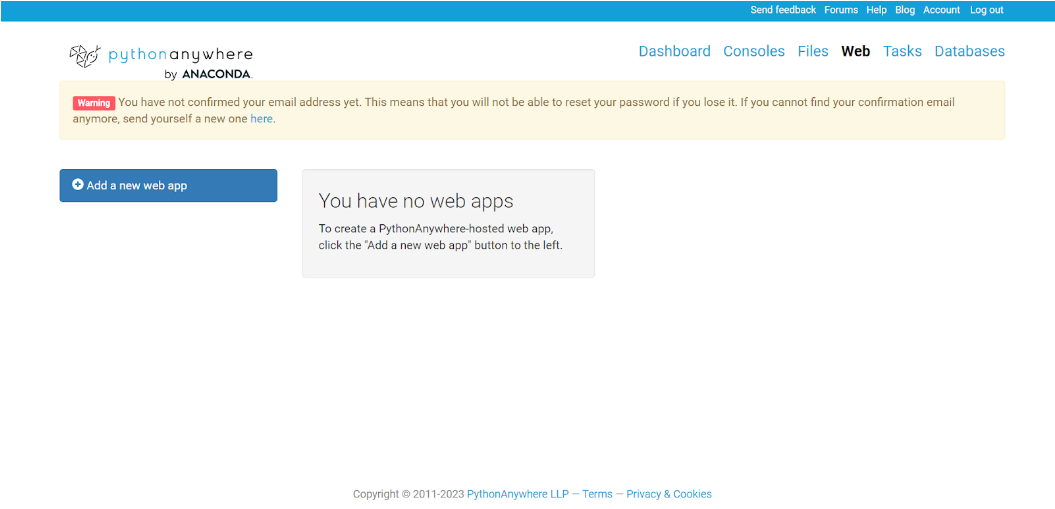 Send feedback Forums Help Blog Account Log out
pythonanywhere
by ANACONDA.
Dashboard Consoles Files Web Tasks Databases
Warning You have not confirmed your email address yet. This means that you will not be able to reset your password if you lose it. If you cannot find your confirmation email
anymore, send yourself a new one here.
Add a new web app
You have no web apps
To create a PythonAnywhere-hosted web app,
click the "Add a new web app" button to the left.
Copyright © 2011-2023 PythonAnywhere LLP — Terms — Privacy & Cookies